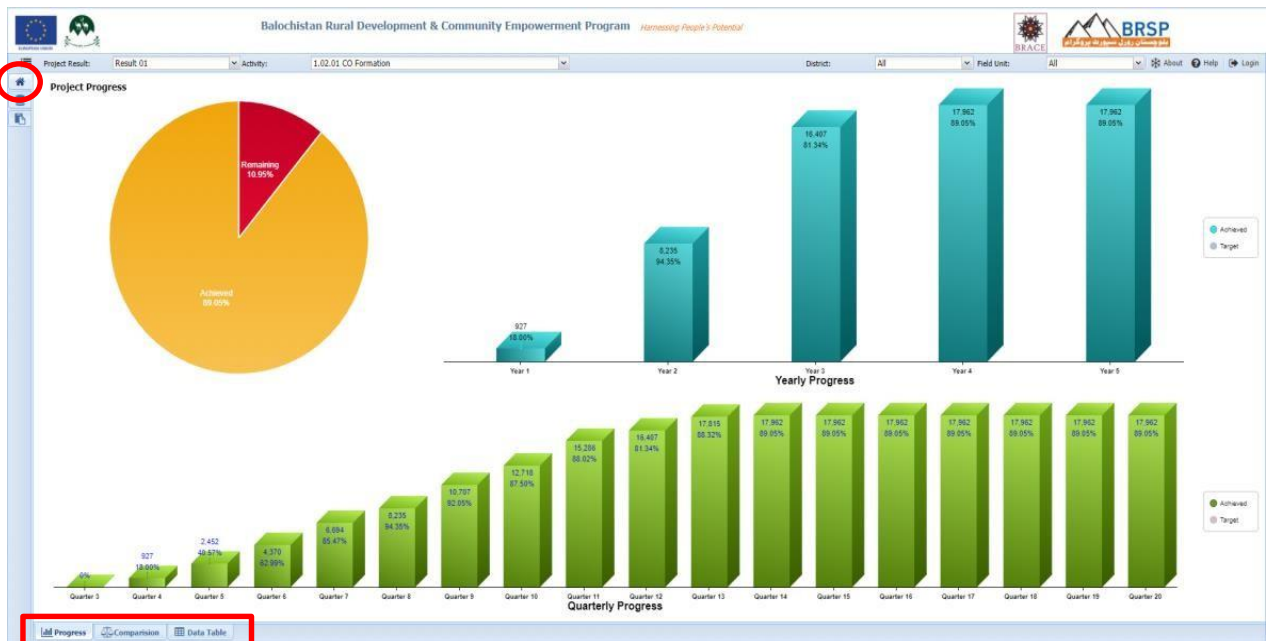 Balochistan Rural Development & Community Empowerment Program Harnessing People's Potential
EUROPEAN UNION
BRACE
BRSP
بلوچستان رورل سپورٹ پروگرام
Project Result: Result 01 Activity: 1.02.01 CO Formation District: All Field Unit: All About Help Login
Project Progress
Remaining
10.95%
Achieved
89.05%
927
18.00%
8,235
94.35%
16,407
81.34%
17,962
89.05%
17,962
89.05%
Achieved
Target
Year 1 Year 2 Year 3 Year 4 Year 5
Yearly Progress
0%
927
18.00%
2,452
48.57%
4,370
62.99%
6,694
85.47%
8,235
94.35%
10,707
92.05%
12,718
87.50%
15,286
88.02%
16,407
81.34%
17,815
88.32%
17,962
89.05%
17,962
89.05%
17,962
89.05%
17,962
89.05%
17,962
89.05%
17,962
89.05%
17,962
89.05%
Achieved
Target
Quarter 3 Quarter 4 Quarter 5 Quarter 6 Quarter 7 Quarter 8 Quarter 9 Quarter 10 Quarter 11 Quarter 12 Quarter 13 Quarter 14 Quarter 15 Quarter 16 Quarter 17 Quarter 18 Quarter 19 Quarter 20
Quarterly Progress
Progress Comparision Data Table